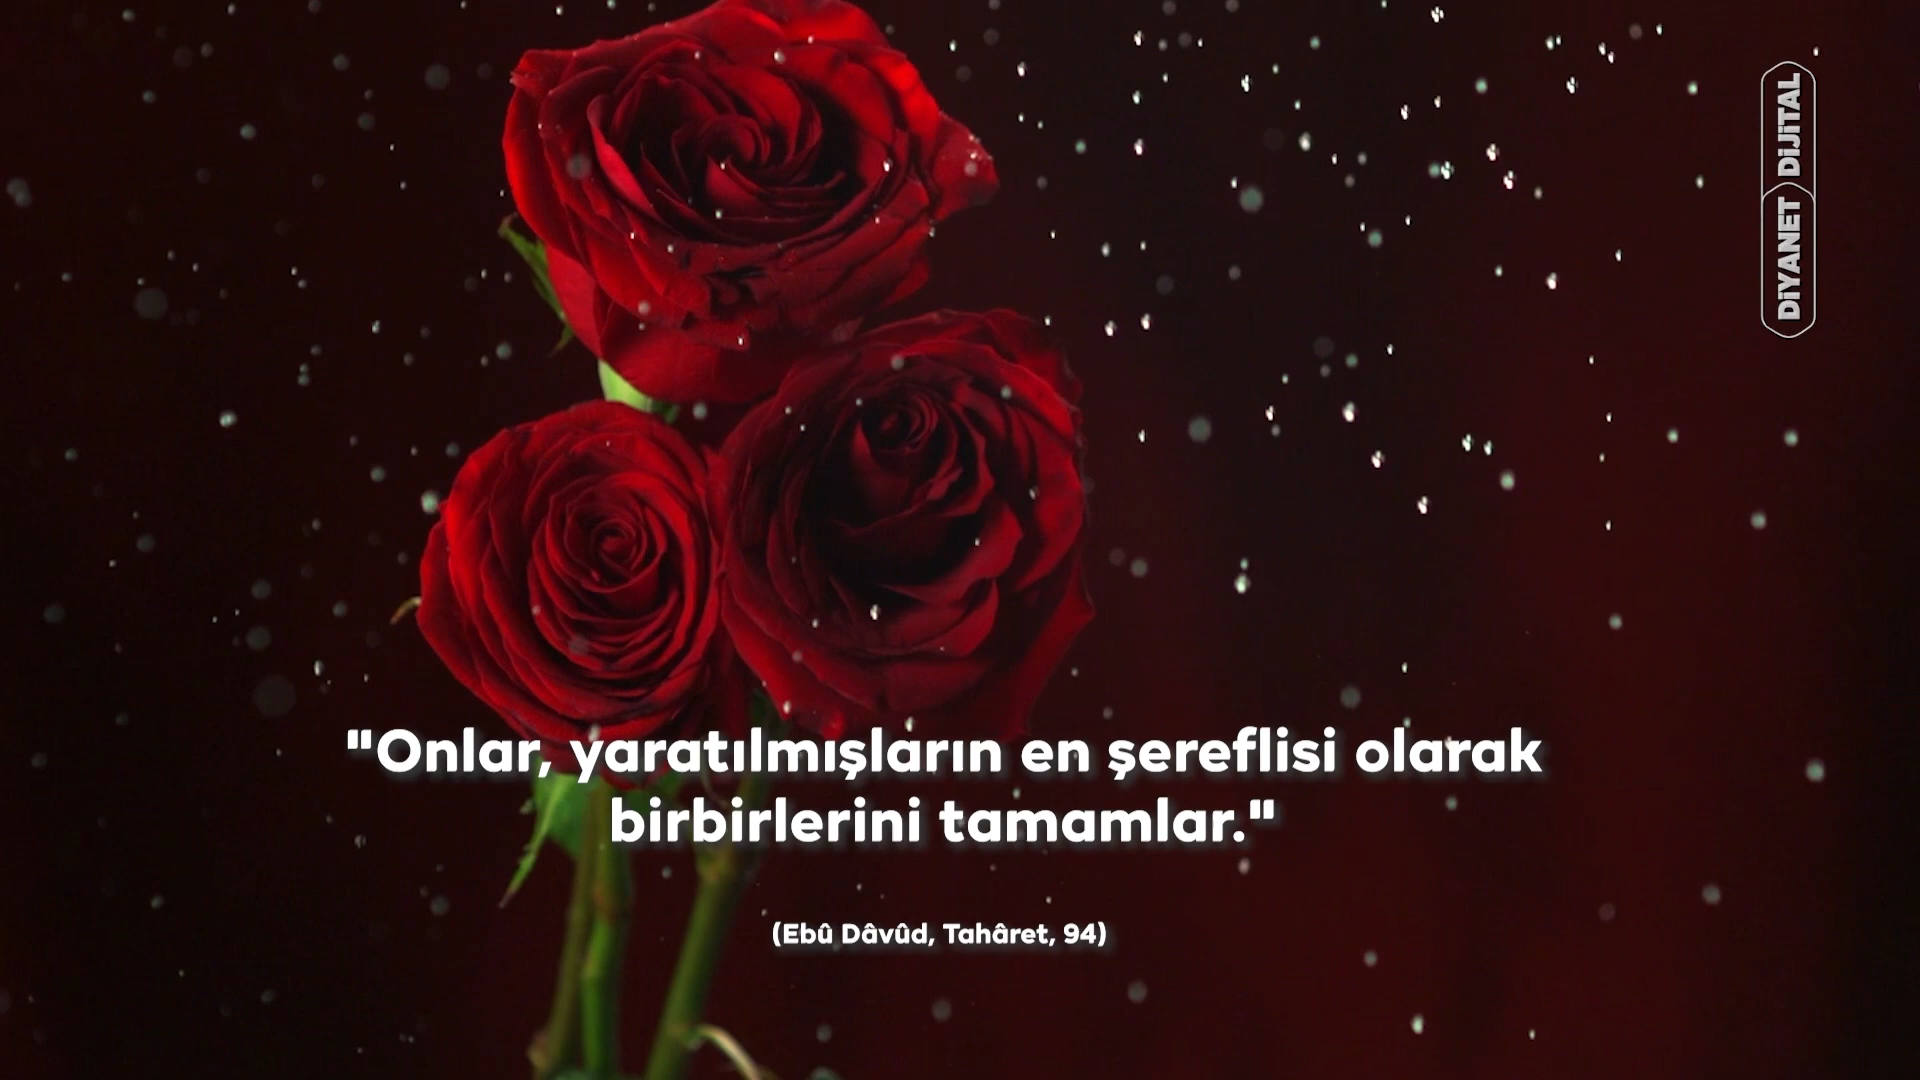 DİYANET DİJİTAL
"Onlar, yaratılmışların en şereflisi olarak
birbirlerini tamamlar."
(Ebû Dâvûd, Tahâret, 94)